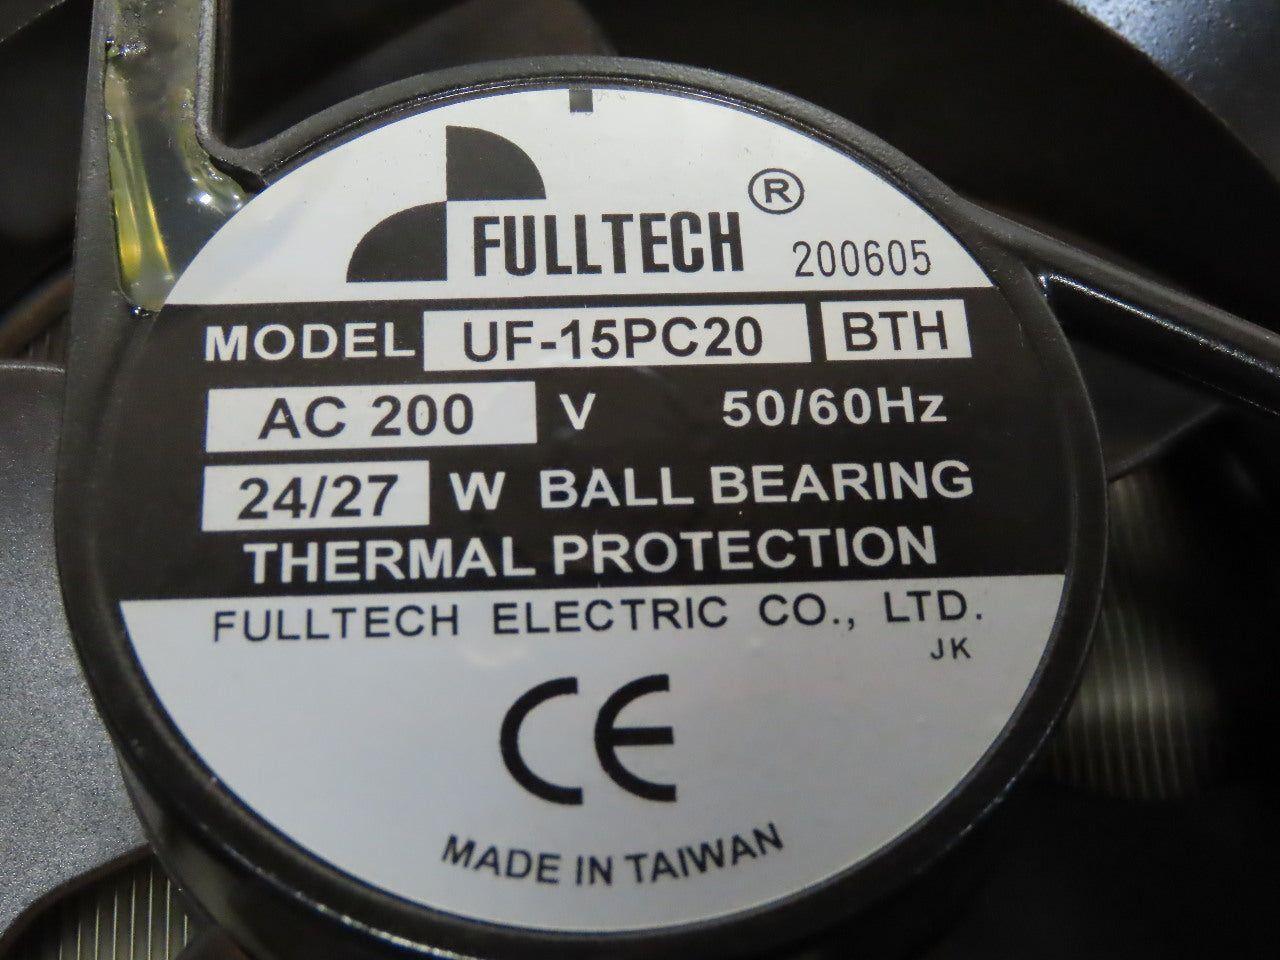 FULLTECH ® 200605
MODEL UF-15PC20 BTH
AC 200 V 50/60Hz
24/27 W BALL BEARING
THERMAL PROTECTION
FULLTECH ELECTRIC CO., LTD.
JK
CE
MADE IN TAIWAN